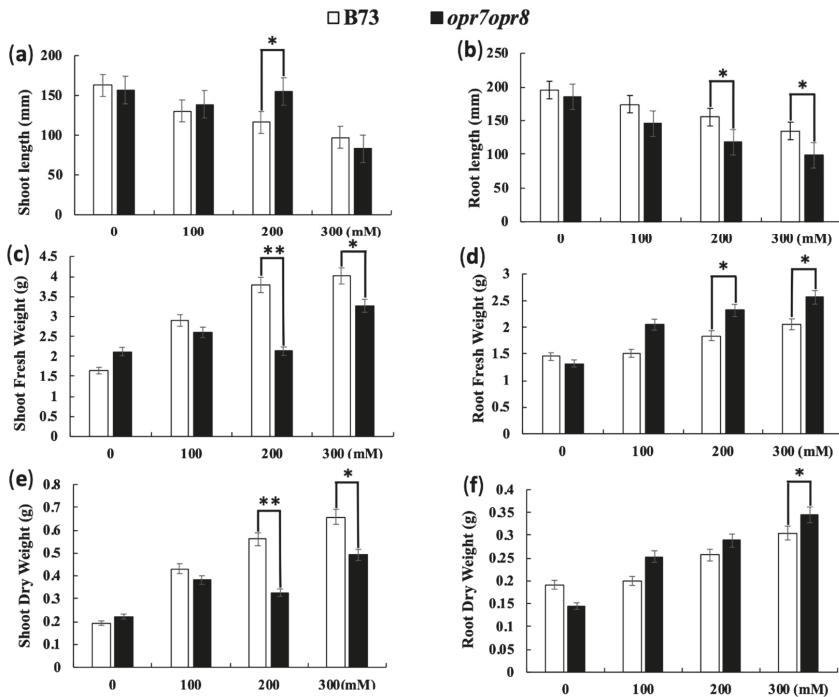 B73 opr7opr8
(a)
Shoot length (mm)
200
150
100
50
0
*
0 100 200 300 (mM)
(b)
Root length (mm)
250
200
150
100
50
0
* *
0 100 200 300 (mM)
(c)
Shoot Fresh Weight (g)
4.5
4
3.5
3
2.5
2
1.5
1
0.5
0
** *
0 100 200 300 (mM)
(d)
Root Fresh Weight (g)
3
2.5
2
1.5
1
0.5
0
* *
0 100 200 300 (mM)
(e)
Shoot Dry Weight (g)
0.8
0.7
0.6
0.5
0.4
0.3
0.2
0.1
0
** *
0 100 200 300(mM)
(f)
Root Dry Weight (g)
0.4
0.35
0.3
0.25
0.2
0.15
0.1
0.05
0
*
0 100 200 300 (mM)